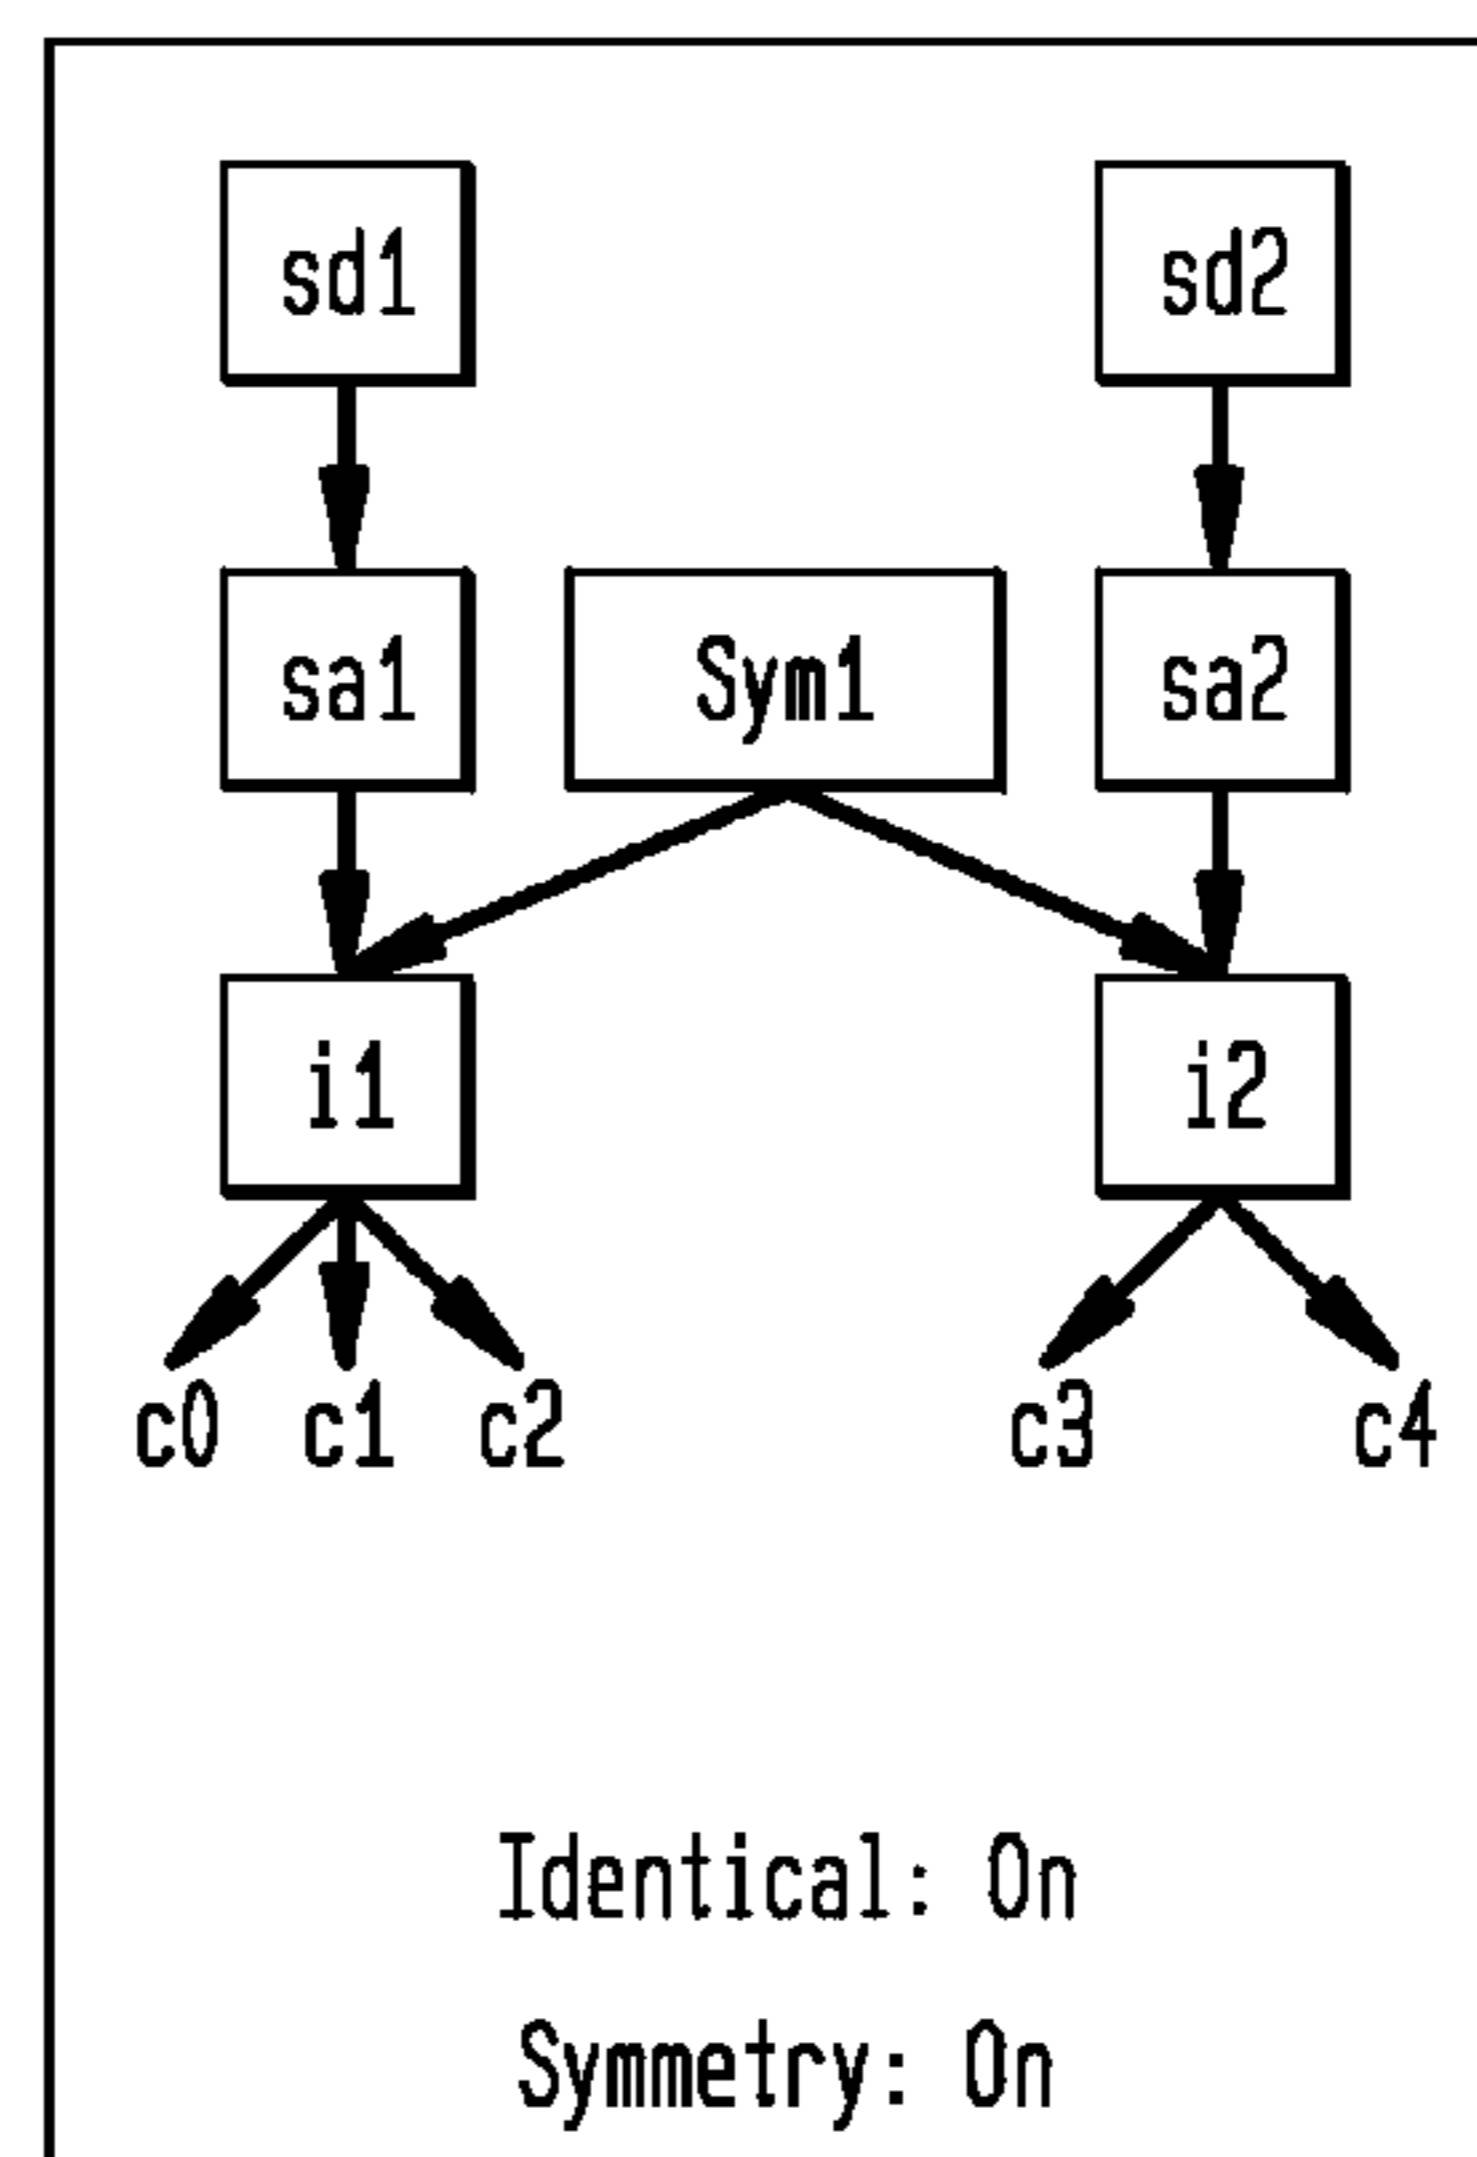 sd1 sd2
sa1 Sym1 sa2
i1 i2
c0 c1 c2 c3 c4
Identical: On
Symmetry: On